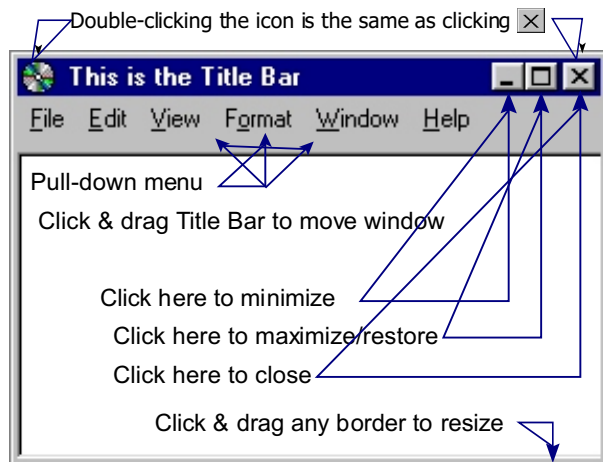 Double-clicking the icon is the same as clicking
This is the Title Bar
File Edit View Format Window Help
Pull-down menu
Click & drag Title Bar to move window
Click here to minimize
Click here to maximize/restore
Click here to close
Click & drag any border to resize